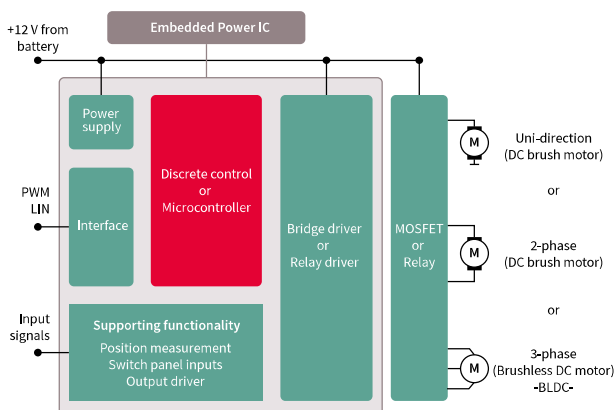 Embedded Power IC
+12 V from
battery
Power
supply
Discrete control
or
Microcontroller
Interface
PWM
LIN
Bridge driver
or
Relay driver
MOSFET
or
Relay
Supporting functionality
Position measurement
Switch panel inputs
Output driver
Input
signals
M
Uni-direction
(DC brush motor)
or
M
2-phase
(DC brush motor)
or
M
3-phase
(Brushless DC motor)
-BLDC-